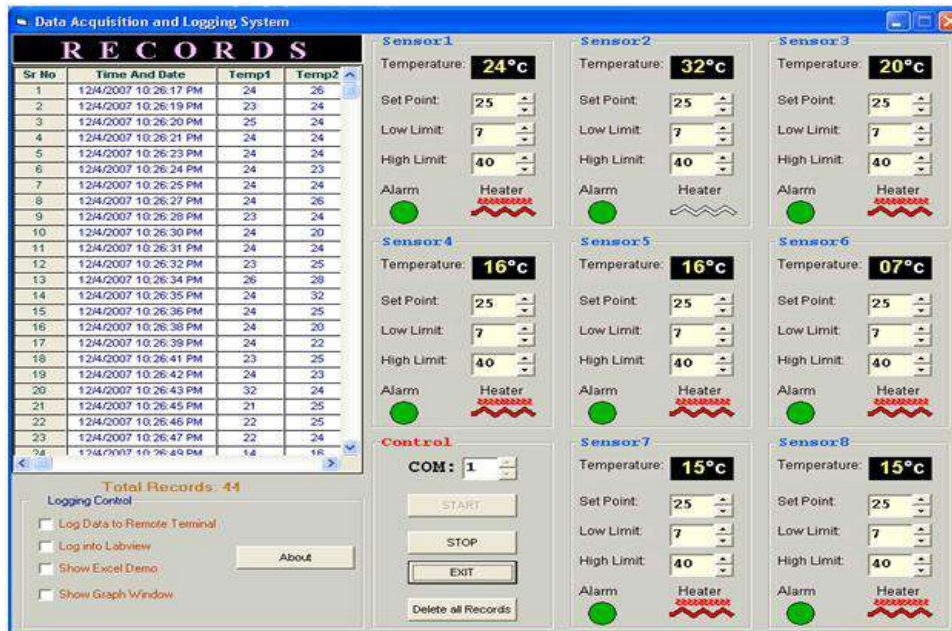 Data Acquisition and Logging System
RECORDS
Sr No Time And Date Temp1 Temp2
1 12/4/2007 10:26:17 PM 24 26
2 12/4/2007 10:26:19 PM 23 24
3 12/4/2007 10:26:20 PM 25 24
4 12/4/2007 10:26:21 PM 24 24
5 12/4/2007 10:26:23 PM 24 24
6 12/4/2007 10:26:24 PM 24 23
7 12/4/2007 10:26:25 PM 24 24
8 12/4/2007 10:26:27 PM 24 26
9 12/4/2007 10:26:28 PM 23 24
10 12/4/2007 10:26:30 PM 24 20
11 12/4/2007 10:26:31 PM 24 24
12 12/4/2007 10:26:32 PM 23 25
13 12/4/2007 10:26:34 PM 26 28
14 12/4/2007 10:26:35 PM 24 32
15 12/4/2007 10:26:36 PM 24 25
16 12/4/2007 10:26:38 PM 24 20
17 12/4/2007 10:26:39 PM 24 22
18 12/4/2007 10:26:41 PM 23 25
19 12/4/2007 10:26:42 PM 24 23
20 12/4/2007 10:26:43 PM 32 24
21 12/4/2007 10:26:45 PM 21 25
22 12/4/2007 10:26:46 PM 22 25
23 12/4/2007 10:26:47 PM 22 24
24 12/4/2007 10:26:49 PM 14 16
Total Records: 44
Logging Control
Log Data to Remote Terminal
Log into Labview
Show Excel Demo
Show Graph Window
About
Sensor1
Temperature: 24°c
Set Point: 25
Low Limit: 7
High Limit: 40
Alarm Heater
Sensor2
Temperature: 32°c
Set Point: 25
Low Limit: 7
High Limit: 40
Alarm Heater
Sensor3
Temperature: 20°c
Set Point: 25
Low Limit: 7
High Limit: 40
Alarm Heater
Sensor4
Temperature: 16°c
Set Point: 25
Low Limit: 7
High Limit: 40
Alarm Heater
Sensor5
Temperature: 16°c
Set Point: 25
Low Limit: 7
High Limit: 40
Alarm Heater
Sensor6
Temperature: 07°c
Set Point: 25
Low Limit: 7
High Limit: 40
Alarm Heater
Control
COM: 1
START
STOP
EXIT
Delete all Records
Sensor7
Temperature: 15°c
Set Point: 25
Low Limit: 7
High Limit: 40
Alarm Heater
Sensor8
Temperature: 15°c
Set Point: 25
Low Limit: 7
High Limit: 40
Alarm Heater